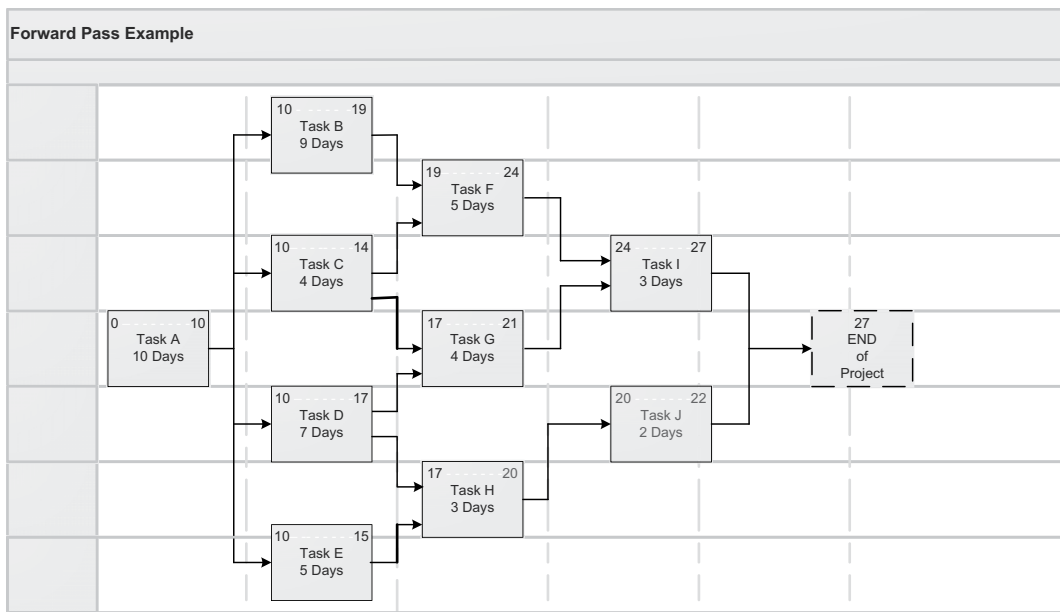 Forward Pass Example
10 19
Task B
9 Days
19 24
Task F
5 Days
10 14
Task C
4 Days
24 27
Task I
3 Days
0 10
Task A
10 Days
17 21
Task G
4 Days
27
END
of
Project
10 17
Task D
7 Days
20 22
Task J
2 Days
17 20
Task H
3 Days
10 15
Task E
5 Days